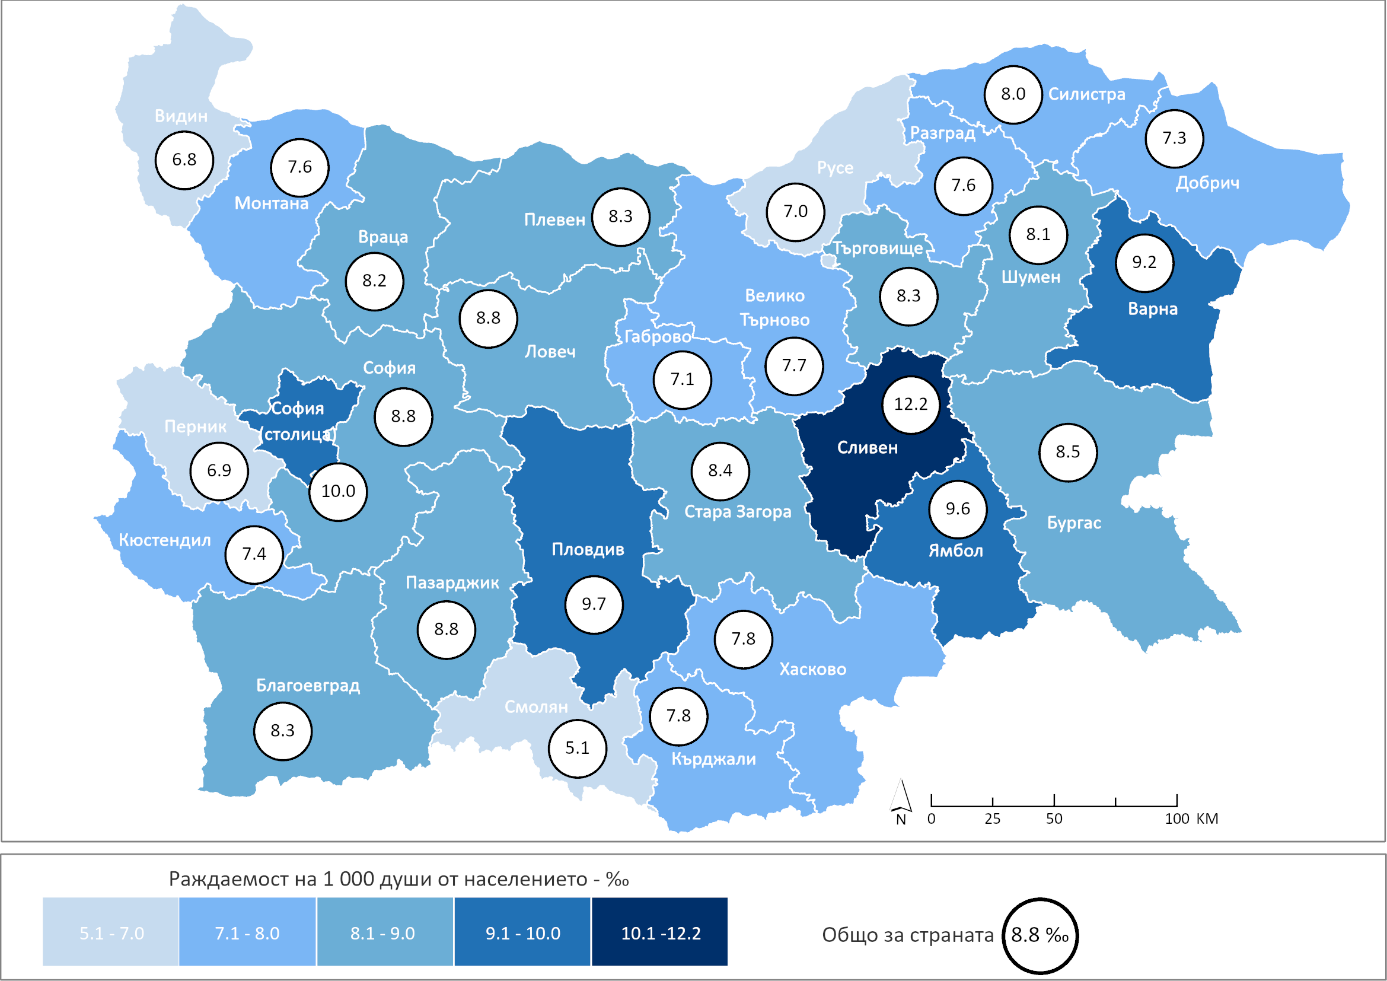 8.0
Силистра
Видин
6.8
Разград
7.3
7.6
Монтана
Русе
7.6
Добрич
Плевен
8.3
7.0
Враца
8.2
Търговище
8.3
8.1
Шумен
9.2
Варна
8.8
Ловеч
Велико
Търново
7.7
Габрово
7.1
София
8.8
София
(столица)
10.0
Перник
6.9
12.2
Сливен
8.4
Стара Загора
8.5
Бургас
9.6
Ямбол
Кюстендил
7.4
Пловдив
9.7
Пазарджик
8.8
7.8
Хасково
Благоевград
8.3
Смолян
5.1
7.8
Кърджали
N
0 25 50 100 КМ
Раждаемост на 1 000 души от населението - ‰
5.1 - 7.0
7.1 - 8.0
8.1 - 9.0
9.1 - 10.0
10.1 -12.2
Общо за страната 8.8 ‰